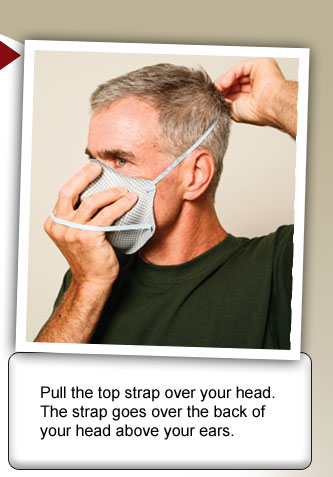 Pull the top strap over your head.
The strap goes over the back of
your head above your ears.